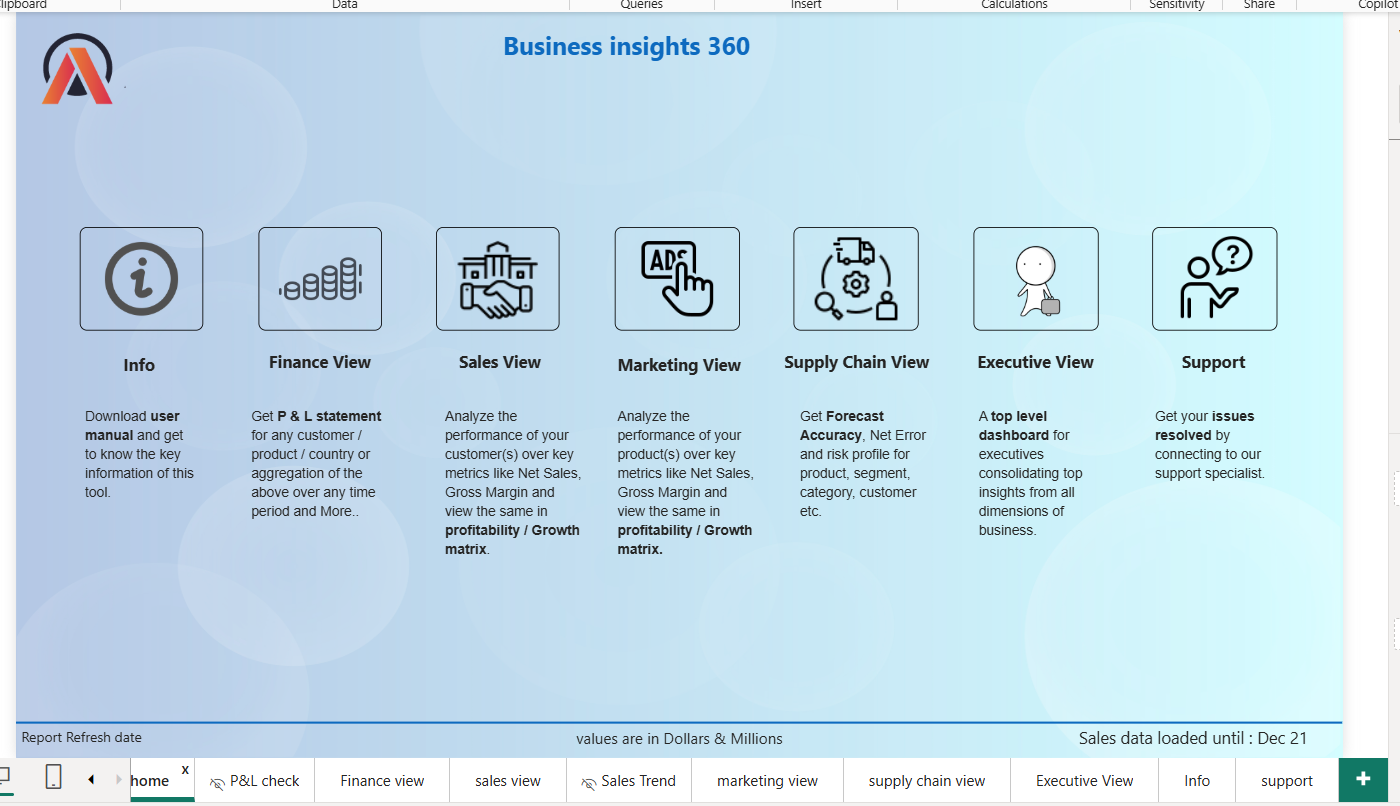 Clipboard
Data
Queries
Insert
Calculations
Sensitivity
Share
Copilot
Business insights 360
i
ADS
?
Info
Finance View
Sales View
Marketing View
Supply Chain View
Executive View
Support
Download user
manual and get
to know the key
information of this
tool.
Get P & L statement
for any customer /
product / country or
aggregation of the
above over any time
period and More..
Analyze the
performance of your
customer(s) over key
metrics like Net Sales,
Gross Margin and
view the same in
profitability / Growth
matrix.
Analyze the
performance of your
product(s) over key
metrics like Net Sales,
Gross Margin and
view the same in
profitability / Growth
matrix.
Get Forecast
Accuracy, Net Error
and risk profile for
product, segment,
category, customer
etc.
A top level
dashboard for
executives
consolidating top
insights from all
dimensions of
business.
Get your issues
resolved by
connecting to our
support specialist.
Report Refresh date
values are in Dollars & Millions
Sales data loaded until : Dec 21
home
x
P&L check
Finance view
sales view
Sales Trend
marketing view
supply chain view
Executive View
Info
support
+